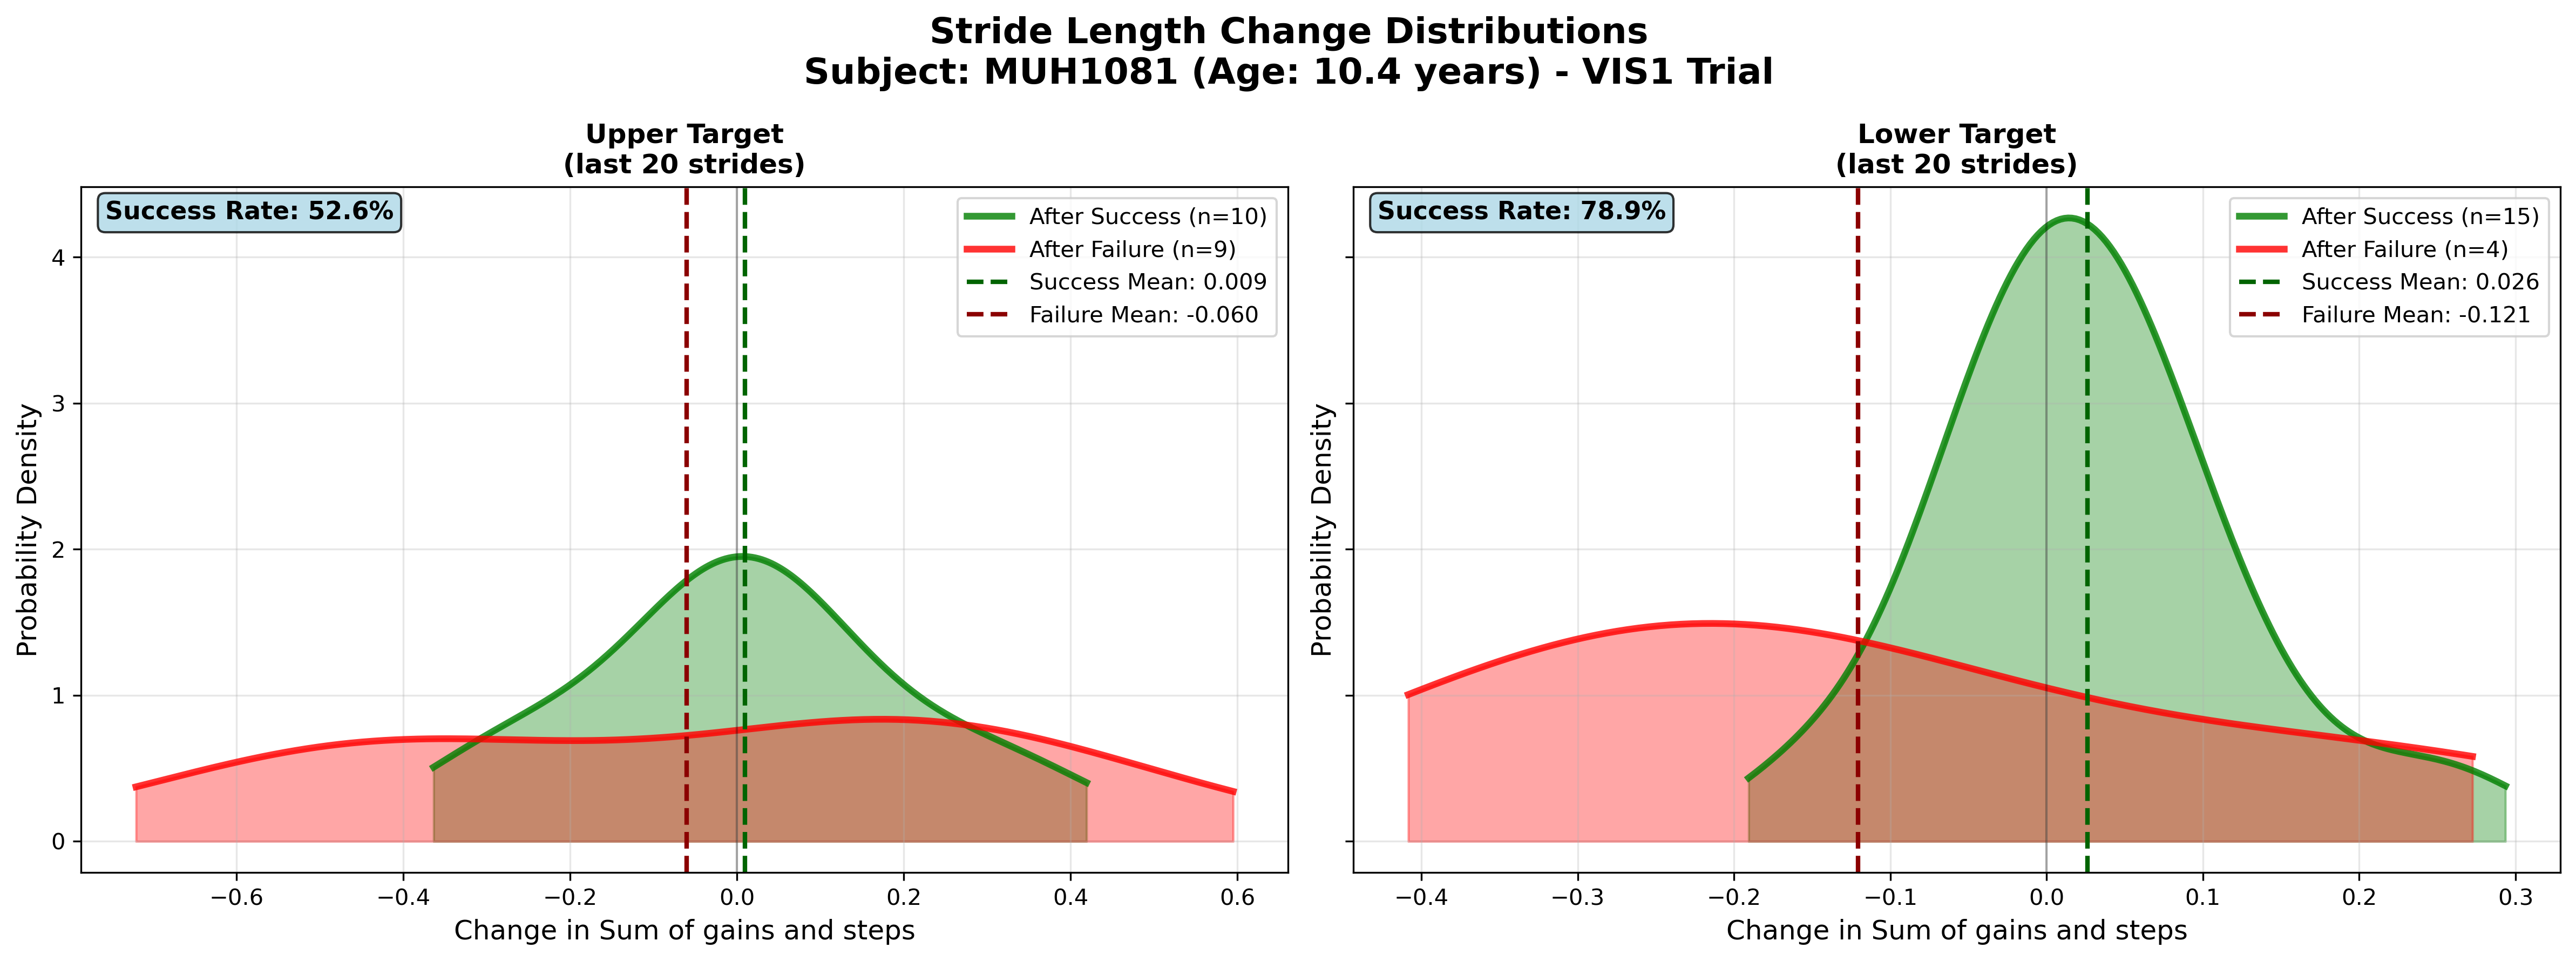 Stride Length Change Distributions
Subject: MUH1081 (Age: 10.4 years) - VIS1 Trial
Upper Target
(last 20 strides)
Success Rate: 52.6%
After Success (n=10)
After Failure (n=9)
Success Mean: 0.009
Failure Mean: -0.060
Probability Density
4
3
2
1
0
−0.6 −0.4 −0.2 0.0 0.2 0.4 0.6
Change in Sum of gains and steps
Lower Target
(last 20 strides)
Success Rate: 78.9%
After Success (n=15)
After Failure (n=4)
Success Mean: 0.026
Failure Mean: -0.121
Probability Density
−0.4 −0.3 −0.2 −0.1 0.0 0.1 0.2 0.3
Change in Sum of gains and steps